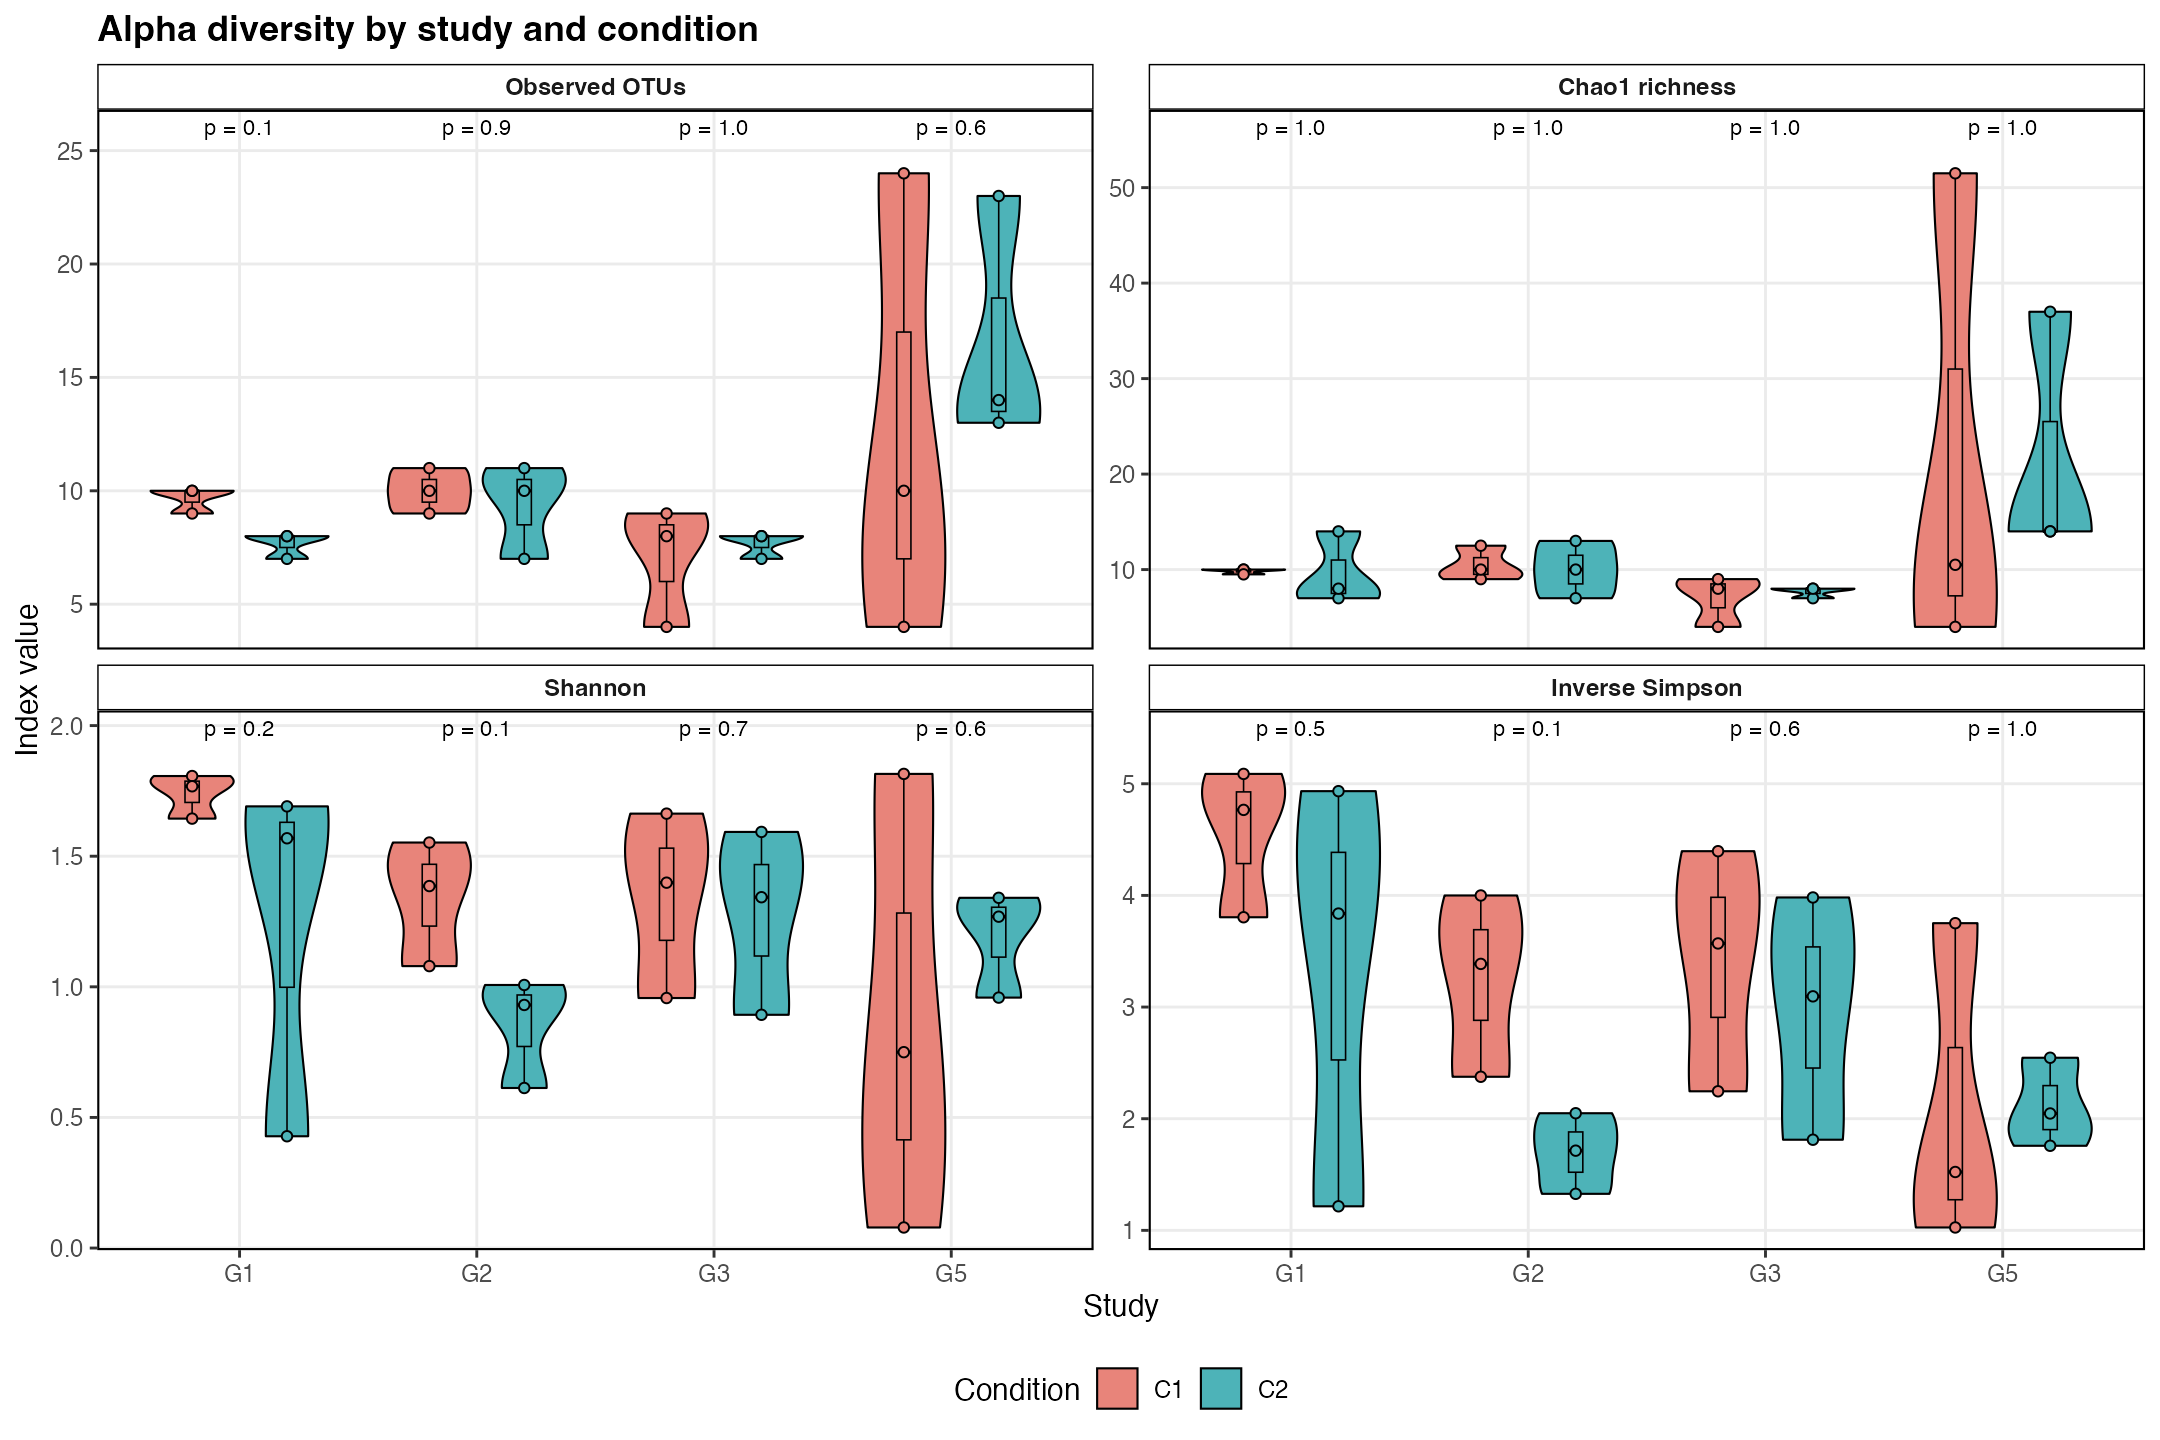 Alpha diversity by study and condition
Observed OTUs
Chao1 richness
p = 0.1 p = 0.9 p = 1.0 p = 0.6
p = 1.0 p = 1.0 p = 1.0 p = 1.0
25
20
15
10
5
50
40
30
20
10
Index value
Shannon
Inverse Simpson
p = 0.2 p = 0.1 p = 0.7 p = 0.6
p = 0.5 p = 0.1 p = 0.6 p = 1.0
2.0
1.5
1.0
0.5
0.0
5
4
3
2
1
G1 G2 G3 G5
G1 G2 G3 G5
Study
Condition C1 C2